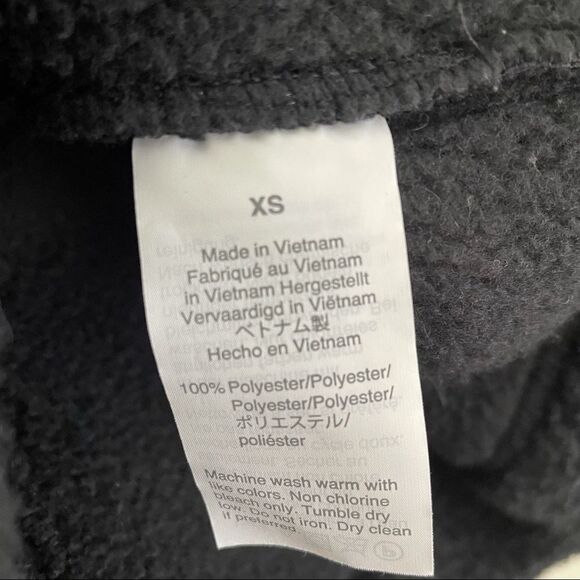 XS
Made in Vietnam
Fabriqué au Vietnam
in Vietnam Hergestellt
Vervaardigd in Viëtnam
ベトナム製
Hecho en Vietnam
100% Polyester/Polyester/
Polyester/Polyester/
ポリエステル/
poliéster
Machine wash warm with
like colors. Non chlorine
bleach only. Tumble dry
low. Do not iron. Dry clean
if preferred.